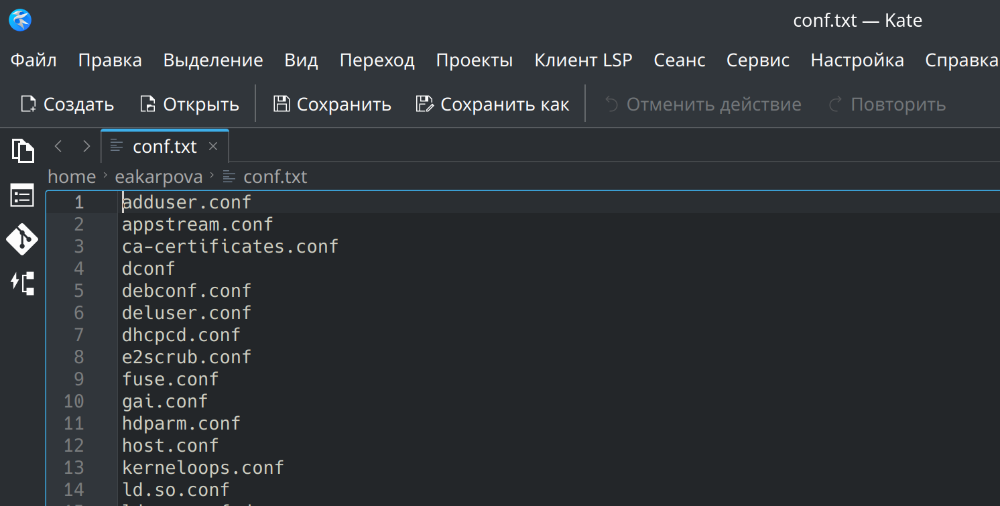 conf.txt — Kate
Файл Правка Выделение Вид Переход Проекты Клиент LSP Сеанс Сервис Настройка Справка
Создать Открыть Сохранить Сохранить как Отменить действие Повторить
conf.txt
home › eakarpova › conf.txt
1 adduser.conf
2 appstream.conf
3 ca-certificates.conf
4 dconf
5 debconf.conf
6 deluser.conf
7 dhcpcd.conf
8 e2scrub.conf
9 fuse.conf
10 gai.conf
11 hdparm.conf
12 host.conf
13 kerneloops.conf
14 ld.so.conf